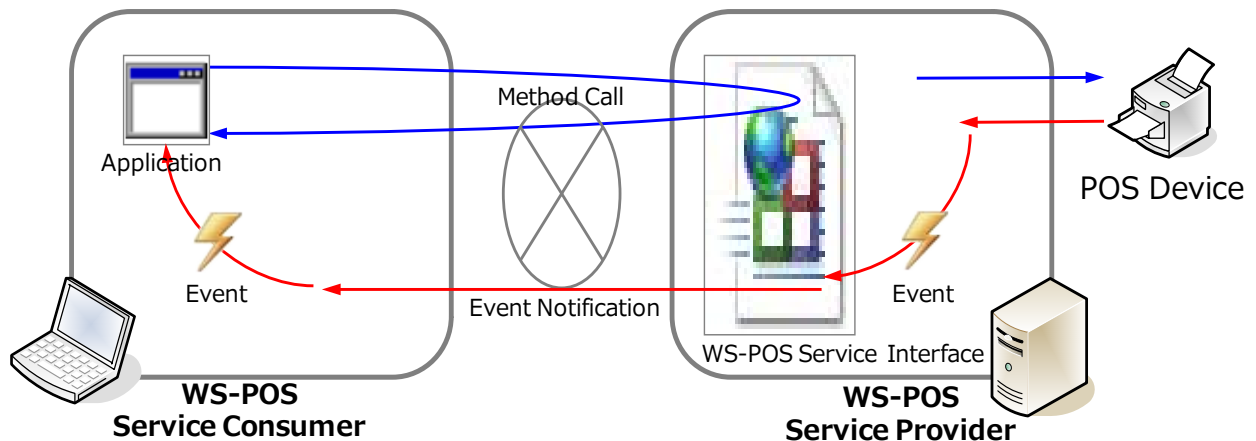 Method Call
Application
POS Device
Event
Event Notification
Event
WS-POS Service Interface
WS-POS
Service Consumer
WS-POS
Service Provider